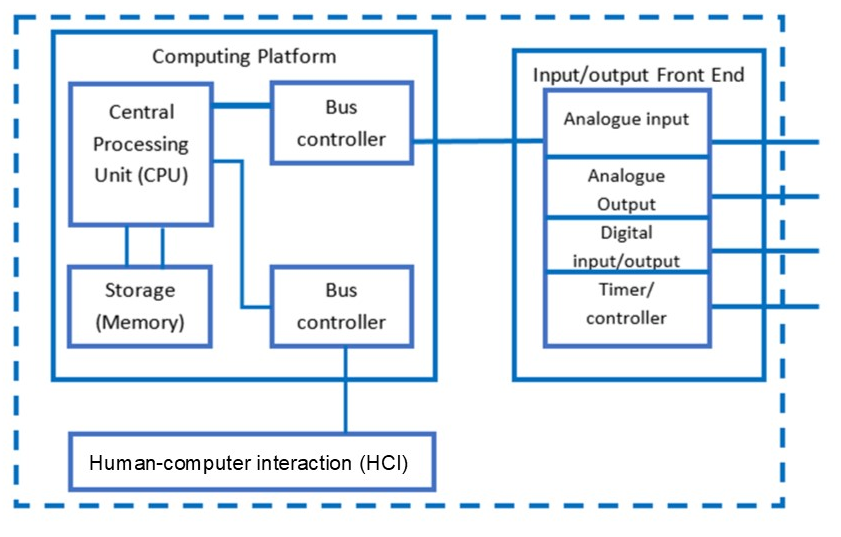 Computing Platform
Central
Processing
Unit (CPU)
Bus
controller
Storage
(Memory)
Bus
controller
Human-computer interaction (HCI)
Input/output Front End
Analogue input
Analogue
Output
Digital
input/output
Timer/
controller